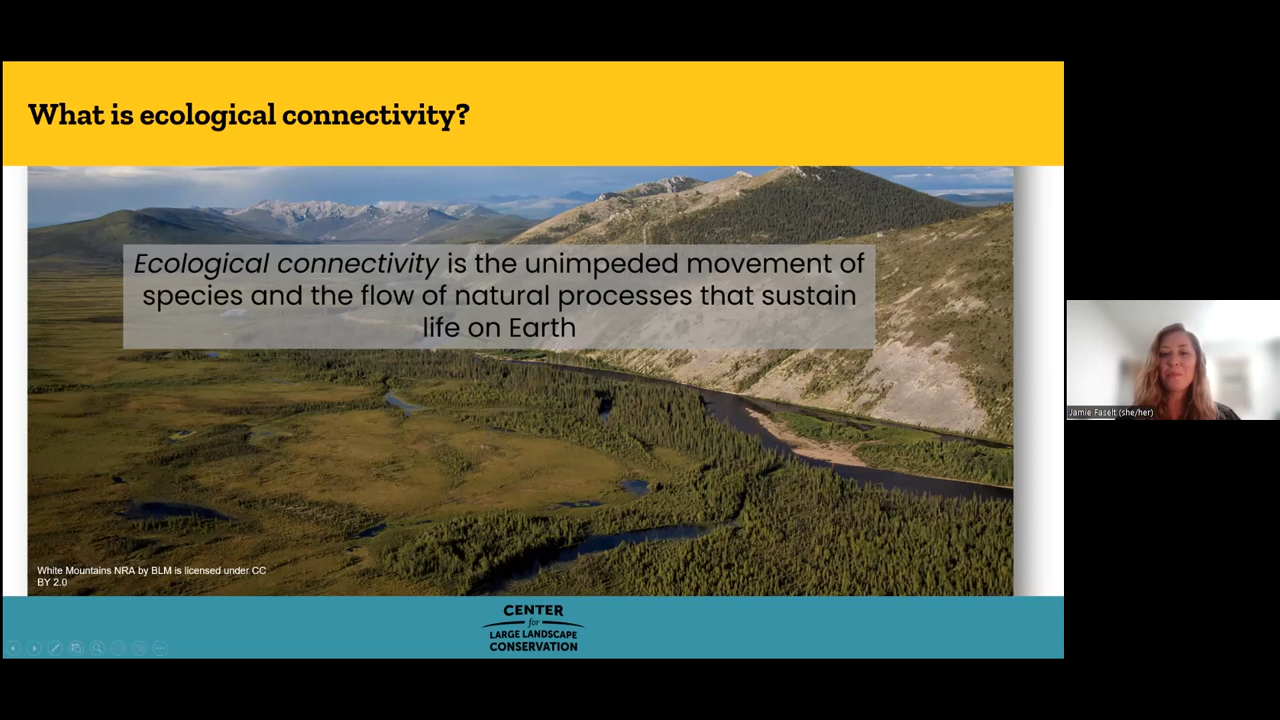 What is ecological connectivity?
Ecological connectivity is the unimpeded movement of
species and the flow of natural processes that sustain
life on Earth
Jamie Faselt (she/her)
White Mountains NRA by BLM is licensed under CC
BY 2.0
CENTER
for
LARGE LANDSCAPE
CONSERVATION